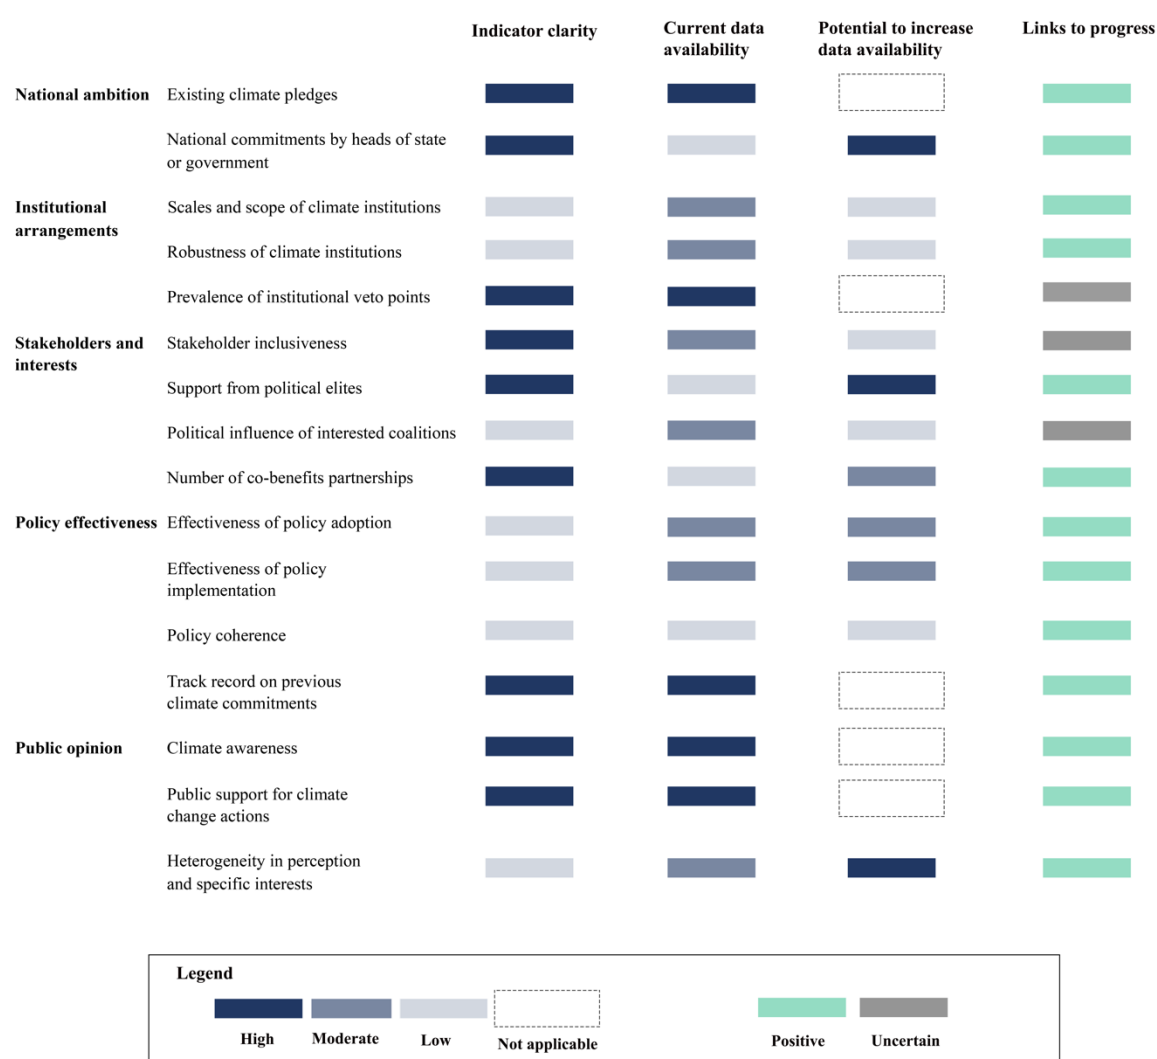 Indicator clarity
Current data
availability
Potential to increase
data availability
Links to progress
National ambition
Existing climate pledges
National commitments by heads of state
or government
Institutional
arrangements
Scales and scope of climate institutions
Robustness of climate institutions
Prevalence of institutional veto points
Stakeholders and
interests
Stakeholder inclusiveness
Support from political elites
Political influence of interested coalitions
Number of co-benefits partnerships
Policy effectiveness
Effectiveness of policy adoption
Effectiveness of policy
implementation
Policy coherence
Track record on previous
climate commitments
Public opinion
Climate awareness
Public support for climate
change actions
Heterogeneity in perception
and specific interests
Legend
High
Moderate
Low
Not applicable
Positive
Uncertain